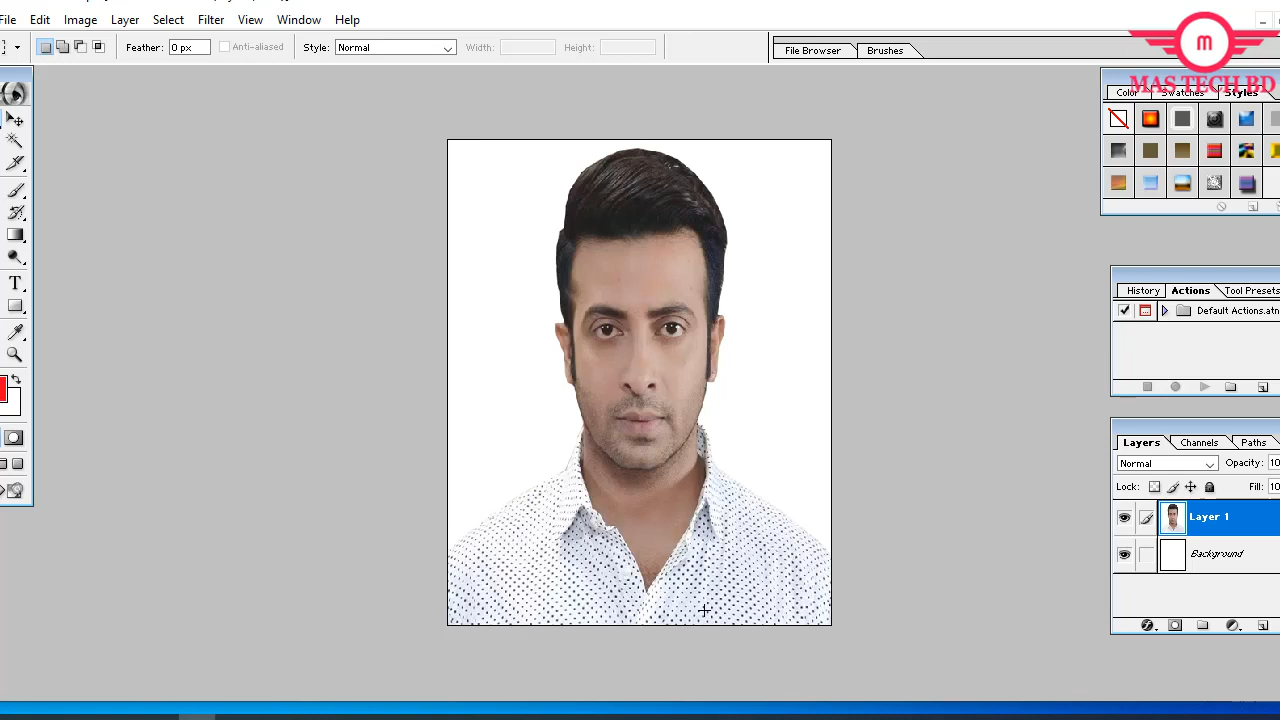 File Edit Image Layer Select Filter View Window Help
Feather: 0 px Anti-aliased Style: Normal Width: Height: File Browser Brushes
m
MAS TECH BD
Color Swatches Styles
History Actions Tool Presets
Default Actions.atn
Layers Channels Paths
Normal Opacity: 10
Lock: Fill: 10
Layer 1
Background
T